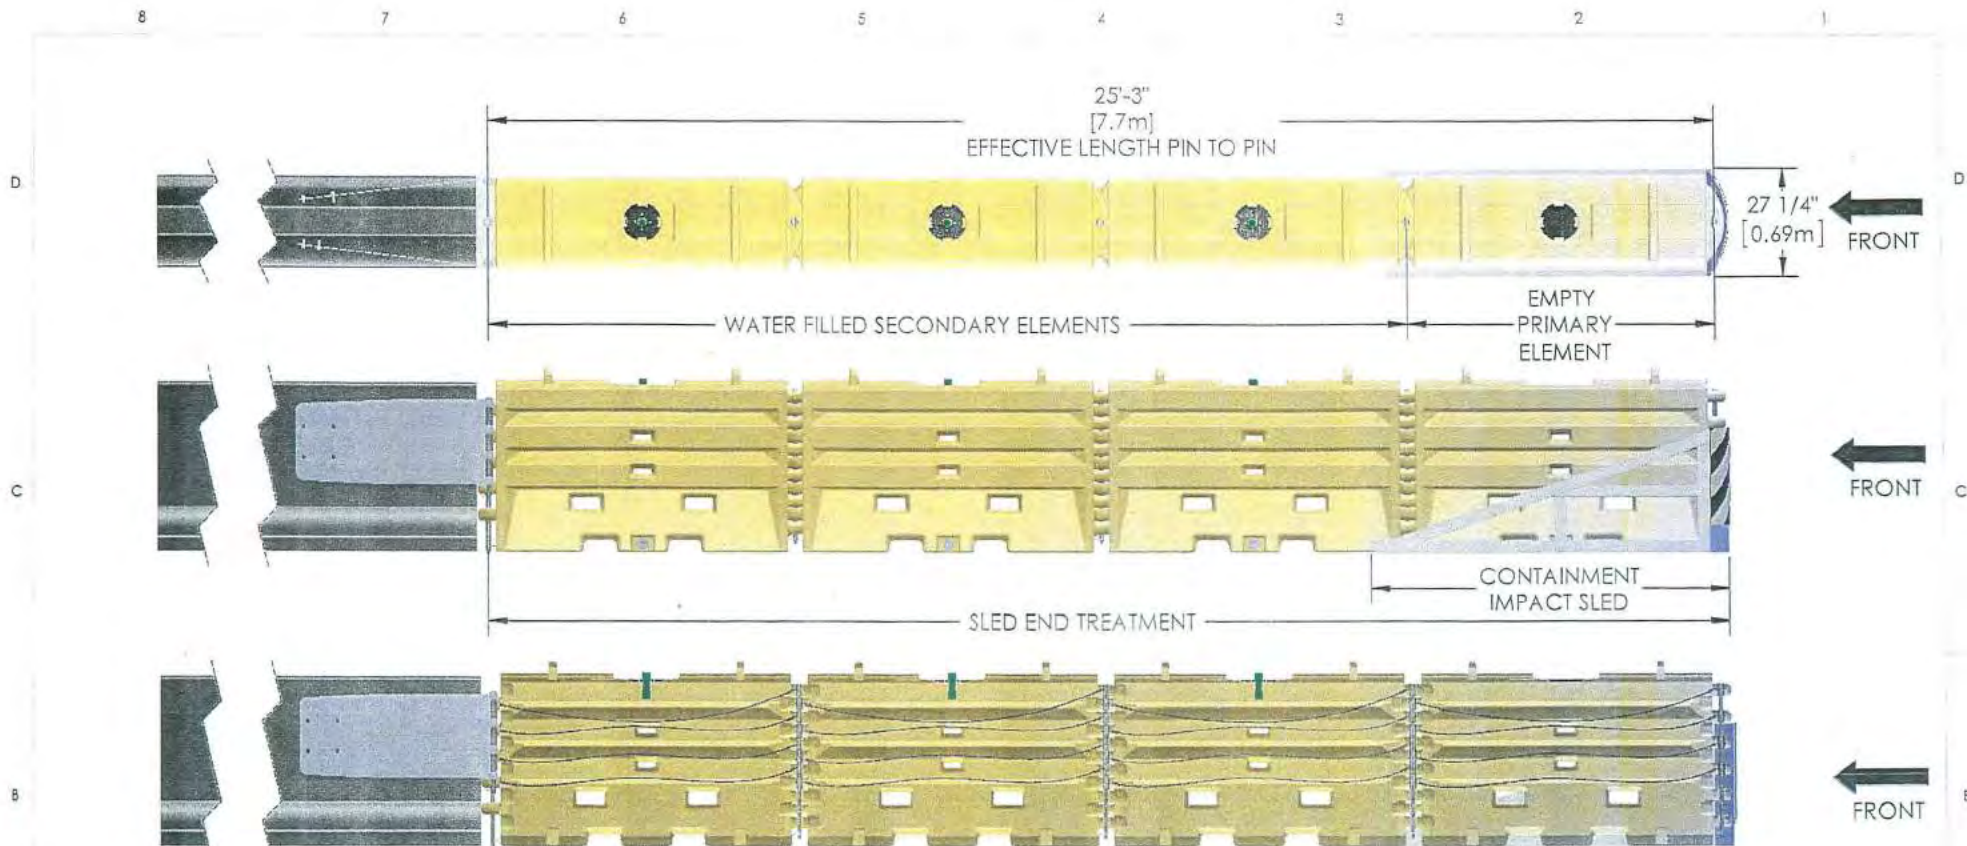 8 7 6 5 4 3 2 1
25'-3"
[7.7m]
EFFECTIVE LENGTH PIN TO PIN
D
D
27 1/4"
[0.69m]
FRONT
WATER FILLED SECONDARY ELEMENTS
EMPTY
PRIMARY
ELEMENT
C
C
FRONT
CONTAINMENT
IMPACT SLED
SLED END TREATMENT
B
FRONT